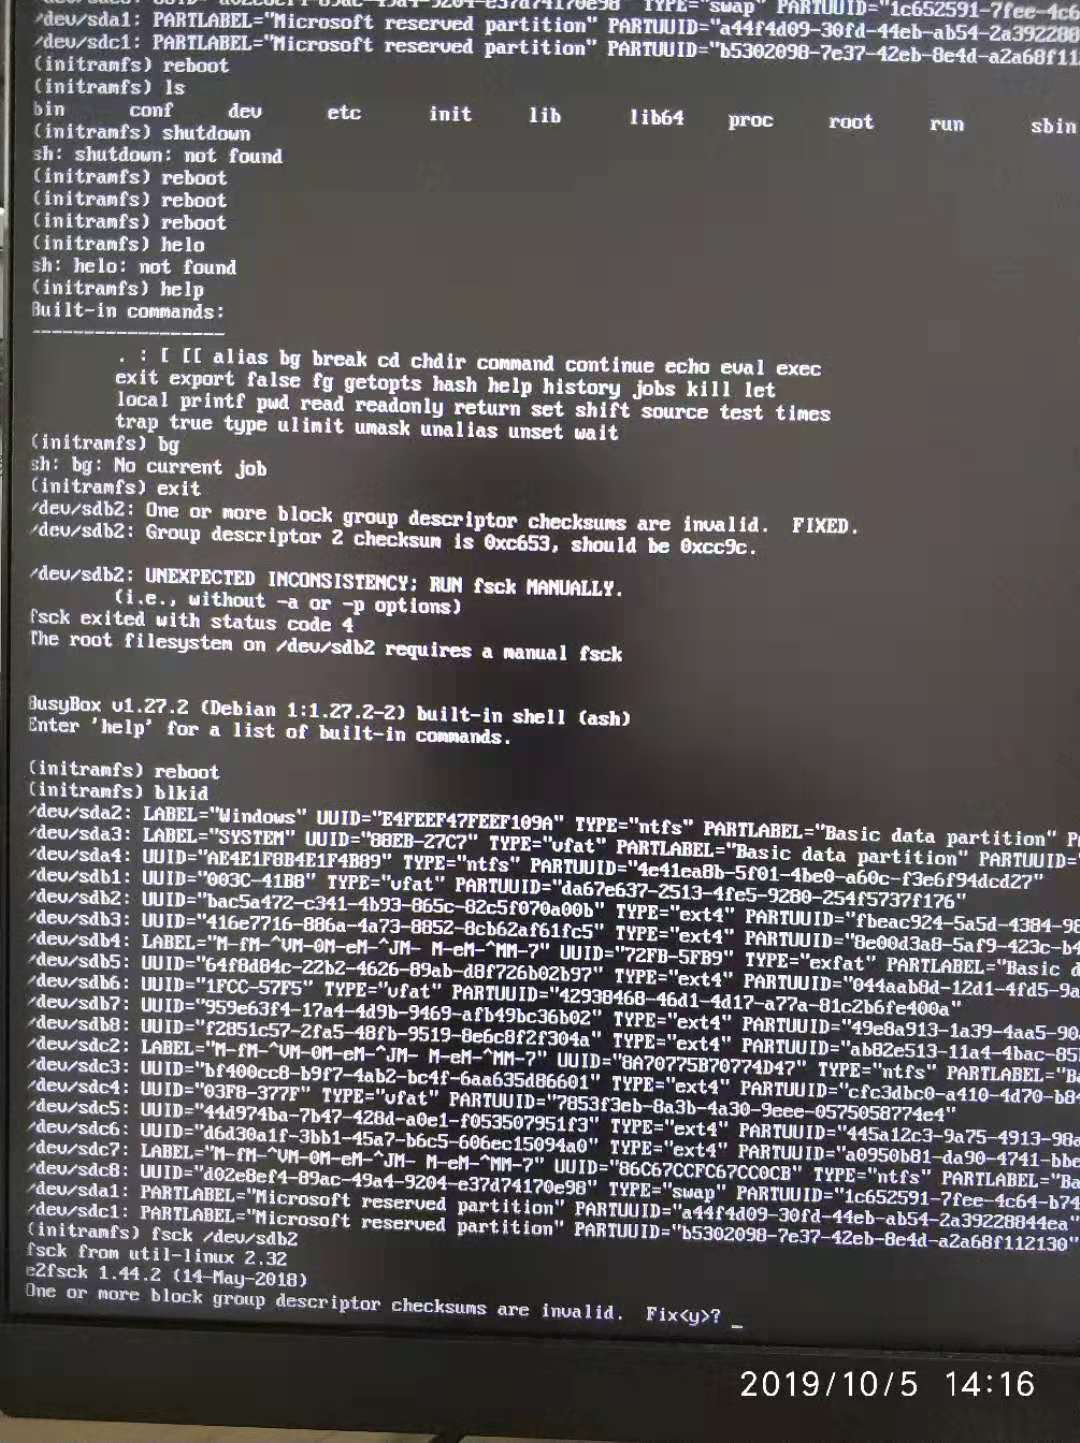 TYPE="swap" PARTUUID="1c652591-7fee-4c6
/dev/sda1: PARTLABEL="Microsoft reserved partition" PARTUUID="a44f4d09-30fd-44eb-ab54-2a392288
/dev/sdc1: PARTLABEL="Microsoft reserved partition" PARTUUID="b5302098-7e37-42eb-8e4d-a2a68f11
(initramfs) reboot
(initramfs) ls
bin conf dev etc init lib lib64 proc root run sbin
(initramfs) shutdown
sh: shutdown: not found
(initramfs) reboot
(initramfs) reboot
(initramfs) reboot
(initramfs) helo
sh: helo: not found
(initramfs) help
Built-in commands:
------------------
. : [ [[ alias bg break cd chdir command continue echo eval exec
exit export false fg getopts hash help history jobs kill let
local printf pwd read readonly return set shift source test times
trap true type ulimit umask unalias unset wait
(initramfs) bg
sh: bg: No current job
(initramfs) exit
/dev/sdb2: One or more block group descriptor checksums are invalid. FIXED.
/dev/sdb2: Group descriptor 2 checksum is 0xc653, should be 0xcc9c.
/dev/sdb2: UNEXPECTED INCONSISTENCY; RUN fsck MANUALLY.
(i.e., without -a or -p options)
fsck exited with status code 4
The root filesystem on /dev/sdb2 requires a manual fsck
BusyBox v1.27.2 (Debian 1:1.27.2-2) built-in shell (ash)
Enter 'help' for a list of built-in commands.
(initramfs) reboot
(initramfs) blkid
/dev/sda2: LABEL="Windows" UUID="E4FEEF47FEEF109A" TYPE="ntfs" PARTLABEL="Basic data partition" P
/dev/sda3: LABEL="SYSTEM" UUID="88EB-27C7" TYPE="vfat" PARTLABEL="Basic data partition" PARTUUID="
/dev/sda4: UUID="AE4E1F8B4E1F4B89" TYPE="ntfs" PARTUUID="4e41ea8b-5f01-4be0-a60c-f3e6f94dcd27"
/dev/sdb1: UUID="003C-41B8" TYPE="vfat" PARTUUID="da67e637-2513-4fe5-9280-254f5737f176"
/dev/sdb2: UUID="bac5a472-c341-4b93-865c-82c5f070a00b" TYPE="ext4" PARTUUID="fbeac924-5a5d-4384-98
/dev/sdb3: UUID="416e7716-886a-4a73-8852-8cb62af61fc5" TYPE="ext4" PARTUUID="8e00d3a8-5af9-423c-b4
/dev/sdb4: LABEL="M-fM-^VM-0M-eM-^JM- M-eM-^MM-7" UUID="72FB-5FB9" TYPE="exfat" PARTLABEL="Basic d
/dev/sdb5: UUID="64f8d84c-22b2-4626-89ab-d8f726b02b97" TYPE="ext4" PARTUUID="044aab8d-12d1-4fd5-9a
/dev/sdb6: UUID="1FCC-57F5" TYPE="vfat" PARTUUID="42938468-46d1-4d17-a77a-81c2b6fe400a"
/dev/sdb7: UUID="959e63f4-17a4-4d9b-9469-afb49bc36b02" TYPE="ext4" PARTUUID="49e8a913-1a39-4aa5-90
/dev/sdb8: UUID="f2851c57-2fa5-48fb-9519-8e6c8f2f304a" TYPE="ext4" PARTUUID="ab82e513-11a4-4bac-85
/dev/sdc2: LABEL="M-fM-^VM-0M-eM-^JM- M-eM-^MM-7" UUID="8A70775B70774D47" TYPE="ntfs" PARTLABEL="Ba
/dev/sdc3: UUID="bf400cc8-b9f7-4ab2-bc4f-6aa635d86601" TYPE="ext4" PARTUUID="cfc3dbc0-a410-4d70-b84
/dev/sdc4: UUID="03F8-377F" TYPE="vfat" PARTUUID="7853f3eb-8a3b-4a30-9eee-0575058774e4"
/dev/sdc5: UUID="44d974ba-7b47-428d-a0e1-f053507951f3" TYPE="ext4" PARTUUID="445a12c3-9a75-4913-98a
/dev/sdc6: UUID="d6d30a1f-3bb1-45a7-b6c5-606ec15094a0" TYPE="ext4" PARTUUID="a0950b81-da90-4741-bbe
/dev/sdc7: LABEL="M-fM-^VM-0M-eM-^JM- M-eM-^MM-7" UUID="86C67CCFC67CC0CB" TYPE="ntfs" PARTLABEL="Ba
/dev/sdc8: UUID="d02e8ef4-89ac-49a4-9204-e37d74170e98" TYPE="swap" PARTUUID="1c652591-7fee-4c64-b74
/dev/sda1: PARTLABEL="Microsoft reserved partition" PARTUUID="a44f4d09-30fd-44eb-ab54-2a39228844ea"
/dev/sdc1: PARTLABEL="Microsoft reserved partition" PARTUUID="b5302098-7e37-42eb-8e4d-a2a68f112130"
(initramfs) fsck /dev/sdb2
fsck from util-linux 2.32
e2fsck 1.44.2 (14-May-2018)
One or more block group descriptor checksums are invalid. Fix<y>? _
2019/10/5 14:16